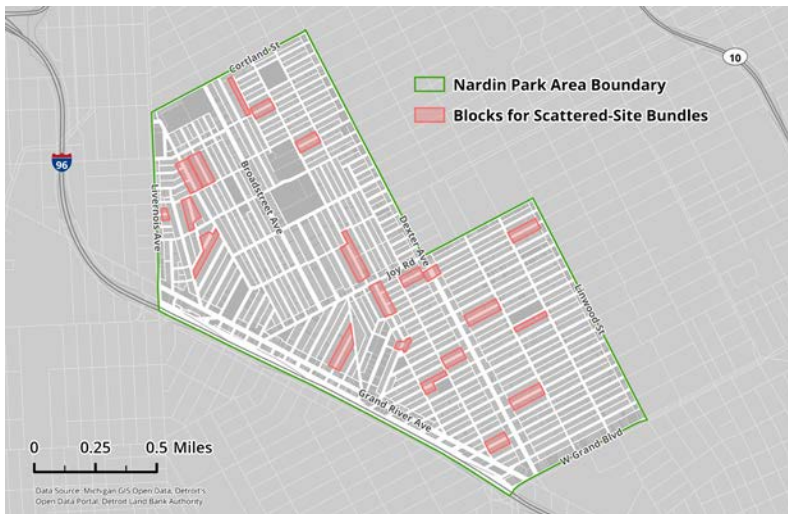 Cortland St
10
Nardin Park Area Boundary
Blocks for Scattered-Site Bundles
96
Livernois Ave
Broadstreet Ave
Dexter Ave
Joy Rd
Linwood St
Grand River Ave
W Grand Blvd
0 0.25 0.5 Miles
Data Source: Michigan GIS Open Data, Detroit's
Open Data Portal, Detroit Land Bank Authority